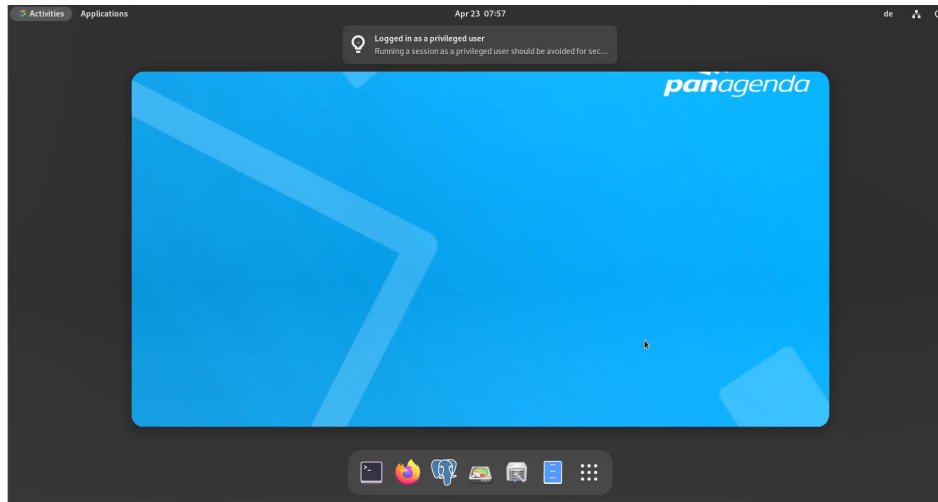 Activities Applications Apr 23 07:57 de
Logged in as a privileged user
Running a session as a privileged user should be avoided for sec...
panagenda